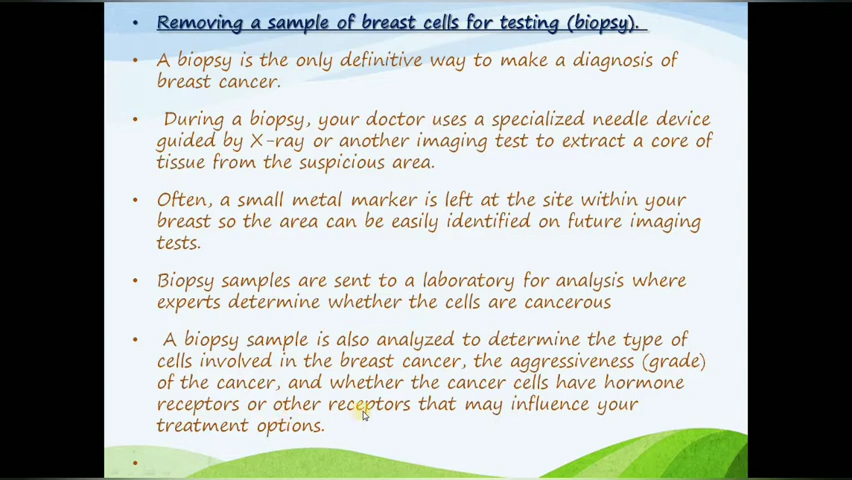 • Removing a sample of breast cells for testing (biopsy).
• A biopsy is the only definitive way to make a diagnosis of
breast cancer.
• During a biopsy, your doctor uses a specialized needle device
guided by X-ray or another imaging test to extract a core of
tissue from the suspicious area.
• Often, a small metal marker is left at the site within your
breast so the area can be easily identified on future imaging
tests.
• Biopsy samples are sent to a laboratory for analysis where
experts determine whether the cells are cancerous
• A biopsy sample is also analyzed to determine the type of
cells involved in the breast cancer, the aggressiveness (grade)
of the cancer, and whether the cancer cells have hormone
receptors or other receptors that may influence your
treatment options.
•